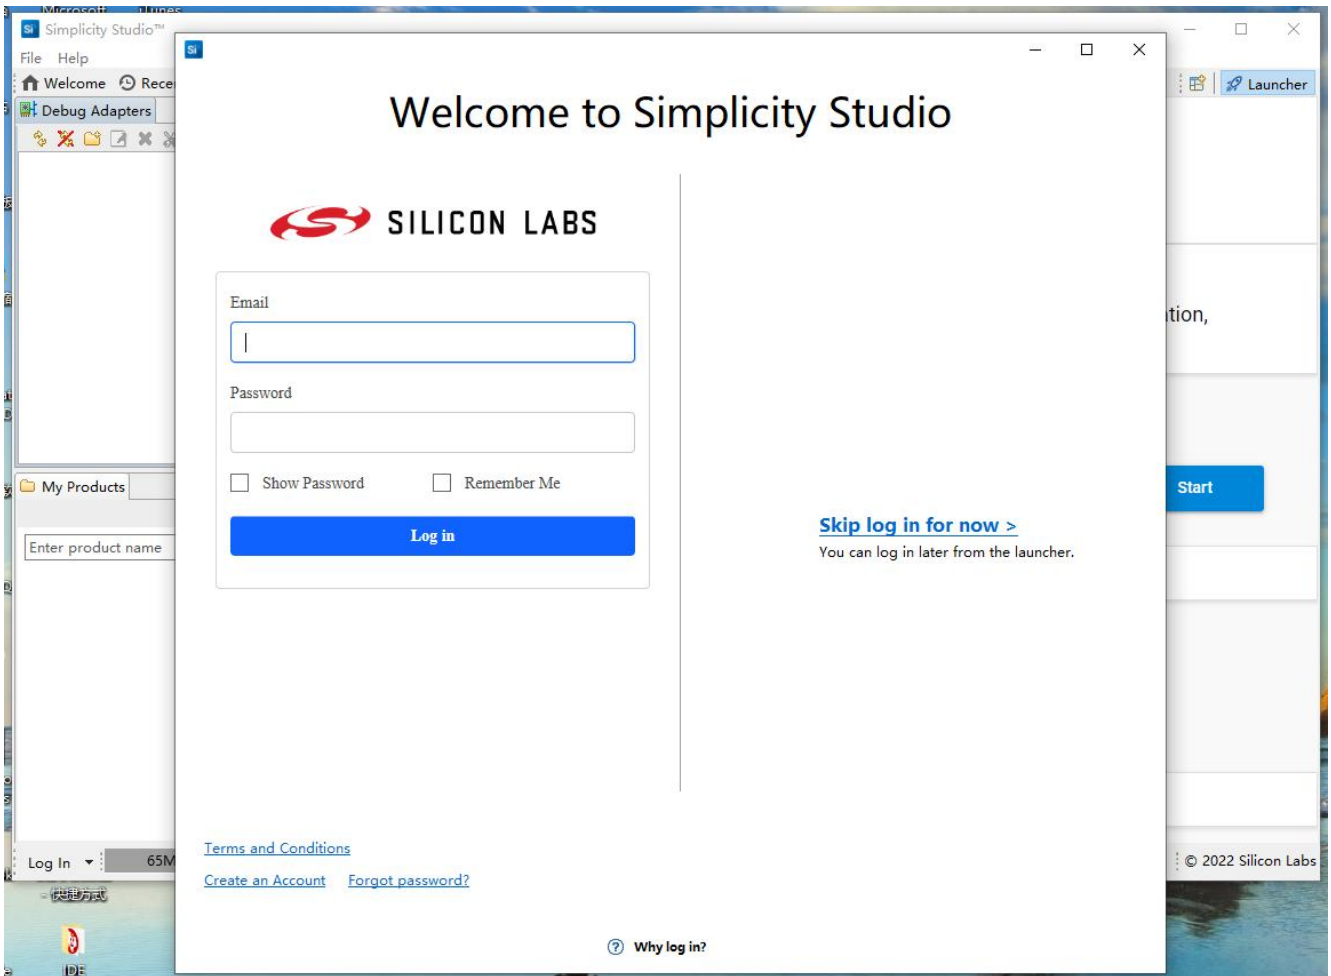 Microsoft iTunes
Simplicity Studio™
File Help
Welcome Rece
Launcher
Debug Adapters
Welcome to Simplicity Studio
SILICON LABS
Email
ation,
Password
Show Password Remember Me
My Products
Start
Log in
Skip log in for now >
You can log in later from the launcher.
Enter product name
Terms and Conditions
Log In 65M
© 2022 Silicon Labs
Create an Account Forgot password?
- 快捷方式
Why log in?
IDE